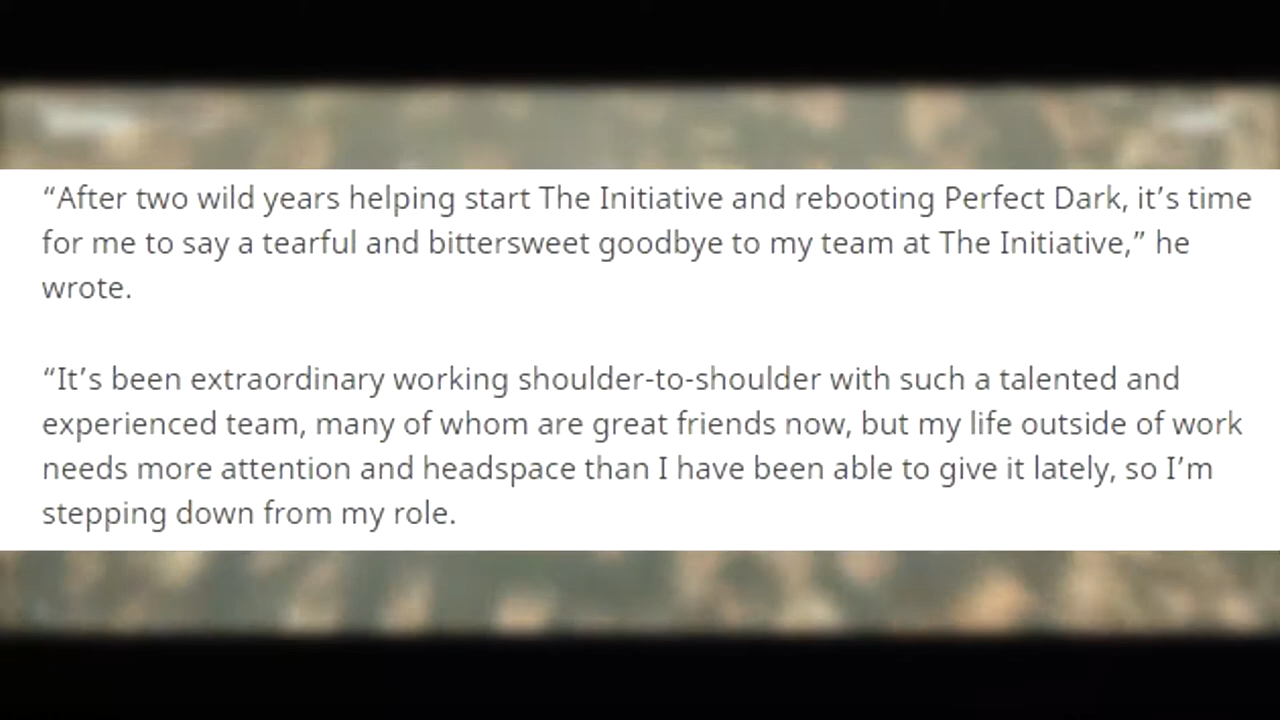 “After two wild years helping start The Initiative and rebooting Perfect Dark, it’s time
for me to say a tearful and bittersweet goodbye to my team at The Initiative,” he
wrote.
“It’s been extraordinary working shoulder-to-shoulder with such a talented and
experienced team, many of whom are great friends now, but my life outside of work
needs more attention and headspace than I have been able to give it lately, so I’m
stepping down from my role.